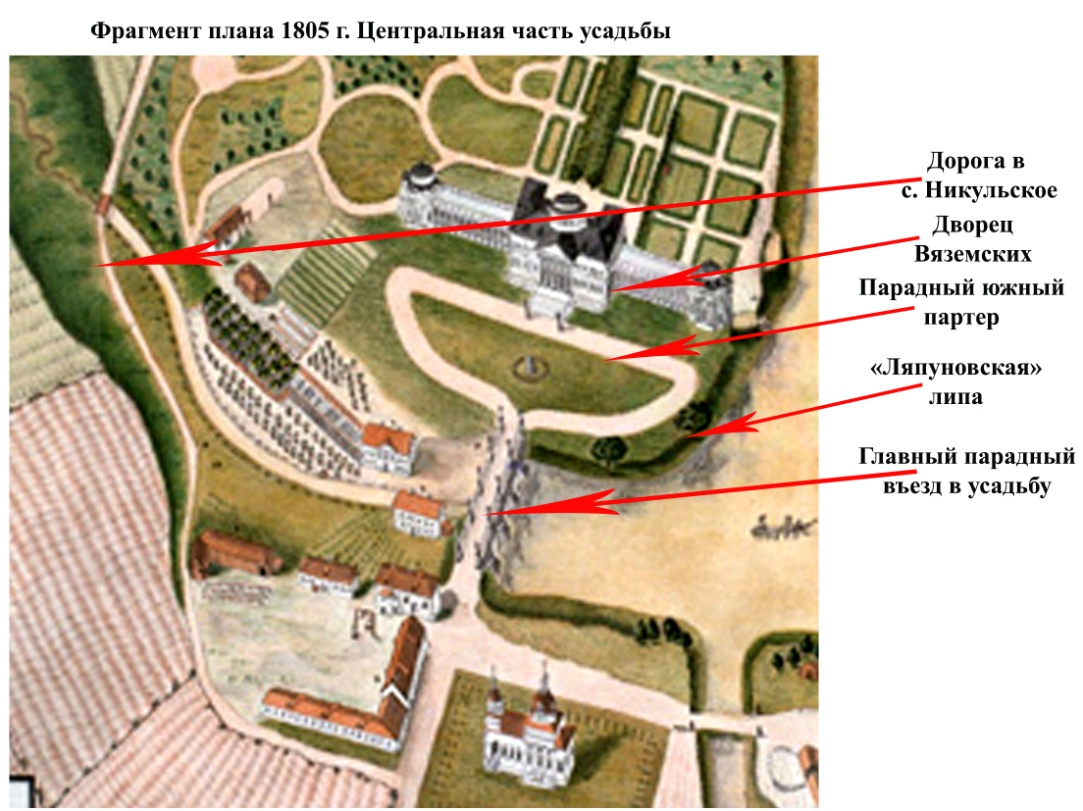 Фрагмент плана 1805 г. Центральная часть усадьбы
Дорога в
с. Никульское
Дворец
Вяземских
Парадный южный
партер
«Ляпуновская»
липа
Главный парадный
въезд в усадьбу